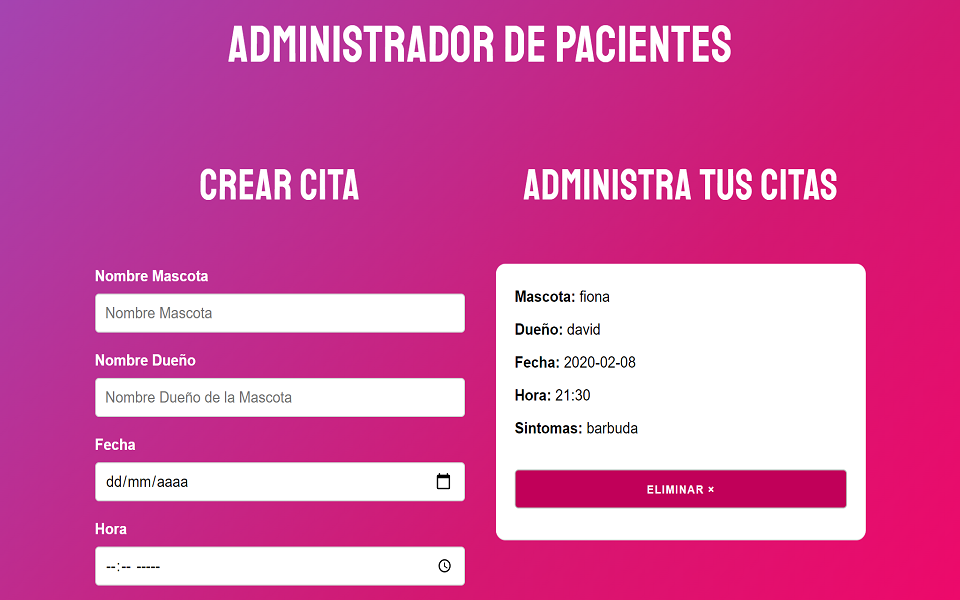 ADMINISTRADOR DE PACIENTES
CREAR CITA
Nombre Mascota
Nombre Mascota
Nombre Dueño
Nombre Dueño de la Mascota
Fecha
dd/mm/aaaa
Hora
--:-- -----
ADMINISTRA TUS CITAS
Mascota: fiona
Dueño: david
Fecha: 2020-02-08
Hora: 21:30
Sintomas: barbuda
ELIMINAR ×